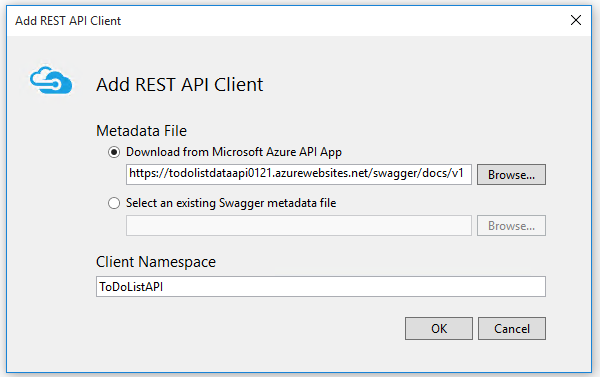 Add REST API Client
Add REST API Client
Metadata File
Download from Microsoft Azure API App
https://todolistdataapi0121.azurewebsites.net/swagger/docs/v1 Browse...
Select an existing Swagger metadata file
Browse...
Client Namespace
ToDoListAPI
OK Cancel